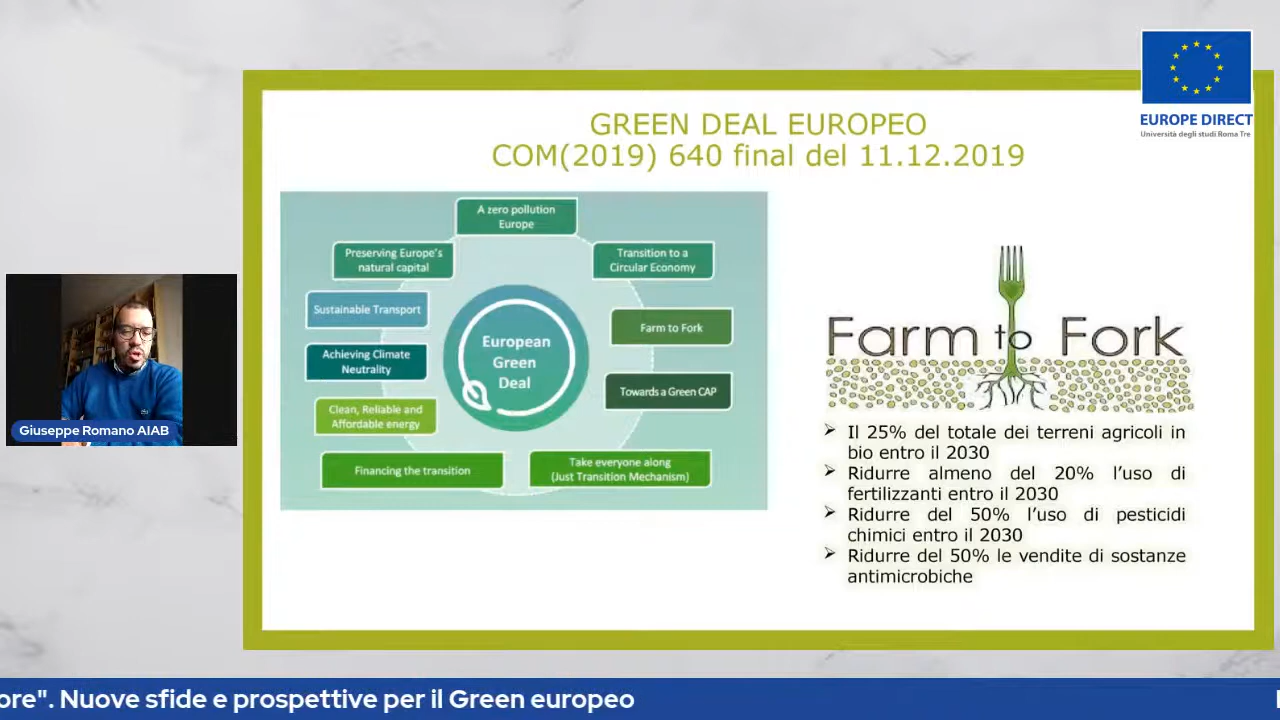 EUROPE DIRECT
Università degli studi Roma Tre
GREEN DEAL EUROPEO
COM(2019) 640 final del 11.12.2019
A zero pollution
Europe
Preserving Europe's
natural capital
Transition to a
Circular Economy
Sustainable Transport
Farm to Fork
Achieving Climate
Neutrality
European
Green
Deal
Towards a Green CAP
Clean, Reliable and
Affordable energy
Financing the transition
Take everyone along
(Just Transition Mechanism)
Farm to Fork
➢ Il 25% del totale dei terreni agricoli in
bio entro il 2030
➢ Ridurre almeno del 20% l'uso di
fertilizzanti entro il 2030
➢ Ridurre del 50% l'uso di pesticidi
chimici entro il 2030
➢ Ridurre del 50% le vendite di sostanze
antimicrobiche
Giuseppe Romano AIAB
ore". Nuove sfide e prospettive per il Green europeo